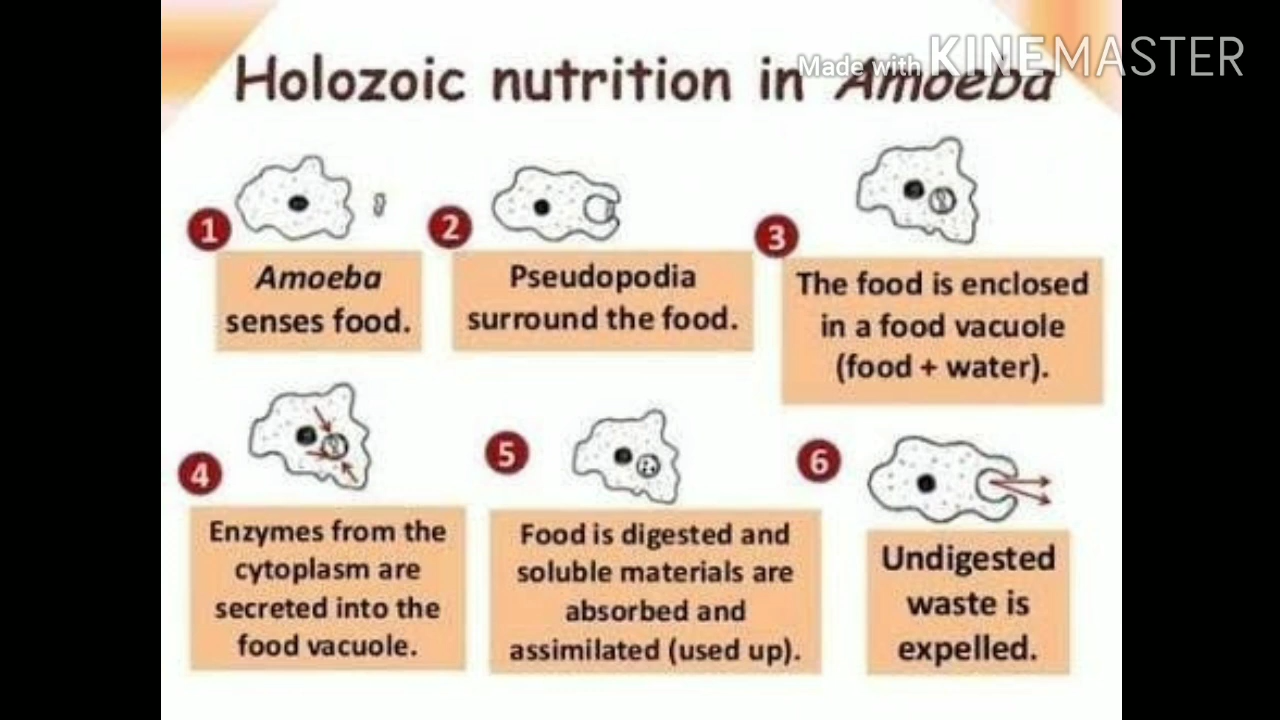 Holozoic nutrition in Amoeba
Made with KINEMASTER
1
Amoeba
senses food.
2
Pseudopodia
surround the food.
3
The food is enclosed
in a food vacuole
(food + water).
4
Enzymes from the
cytoplasm are
secreted into the
food vacuole.
5
Food is digested and
soluble materials are
absorbed and
assimilated (used up).
6
Undigested
waste is
expelled.